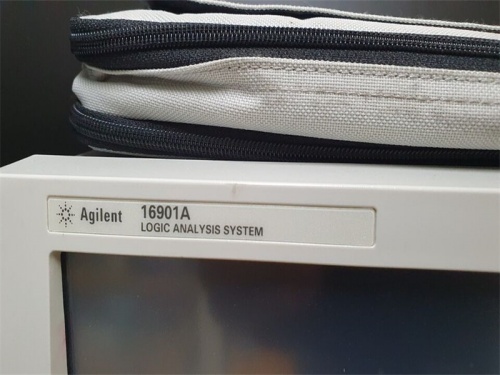 Agilent 16901A
LOGIC ANALYSIS SYSTEM